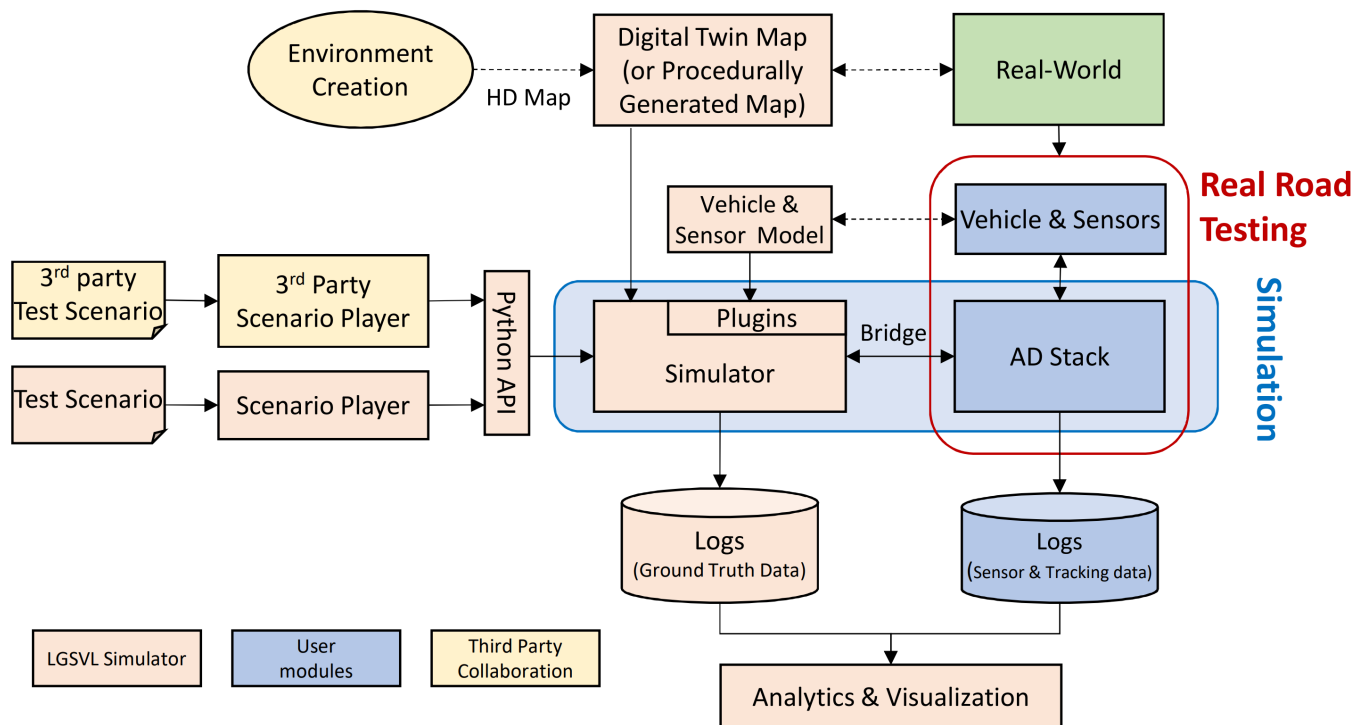 Environment
Creation
HD Map
Digital Twin Map
(or Procedurally
Generated Map)
Real-World
Real Road
Testing
Vehicle &
Sensor Model
Vehicle & Sensors
3rd party
Test Scenario
3rd Party
Scenario Player
Python API
Plugins
Simulator
Bridge
AD Stack
Simulation
Test Scenario
Scenario Player
Logs
(Ground Truth Data)
Logs
(Sensor & Tracking data)
LGSVL Simulator
User
modules
Third Party
Collaboration
Analytics & Visualization